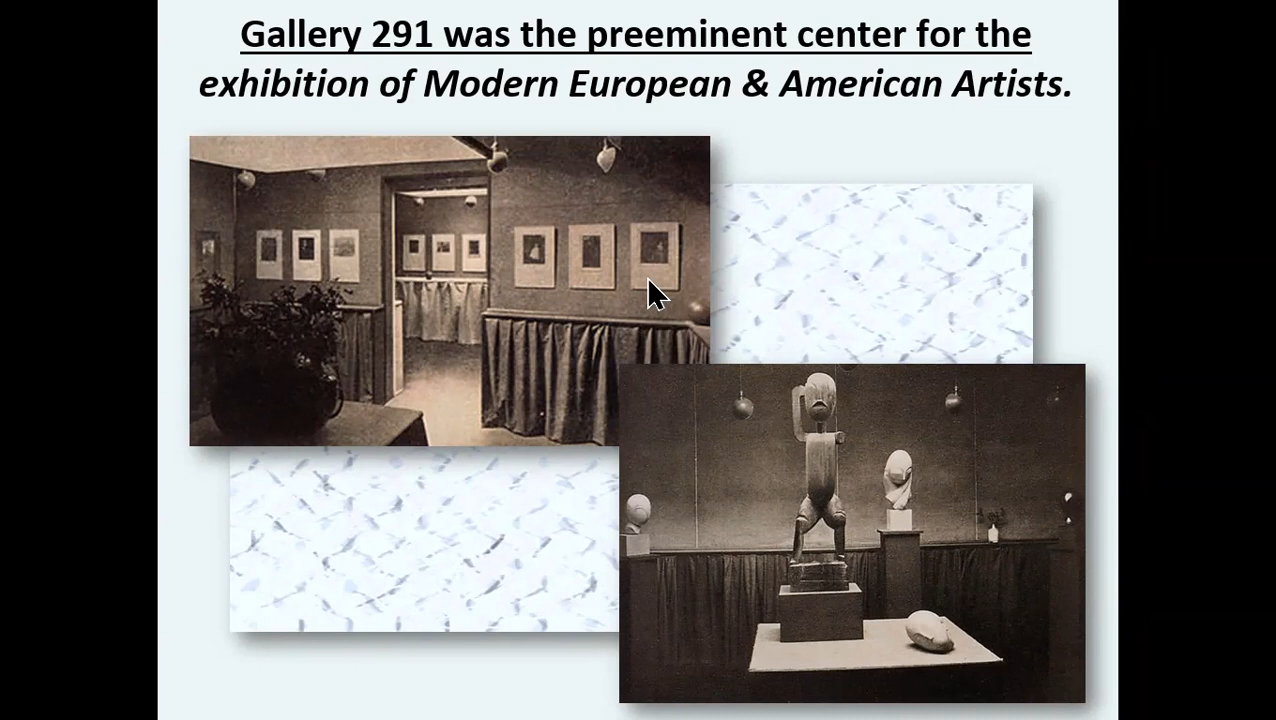 Gallery 291 was the preeminent center for the
exhibition of Modern European & American Artists.